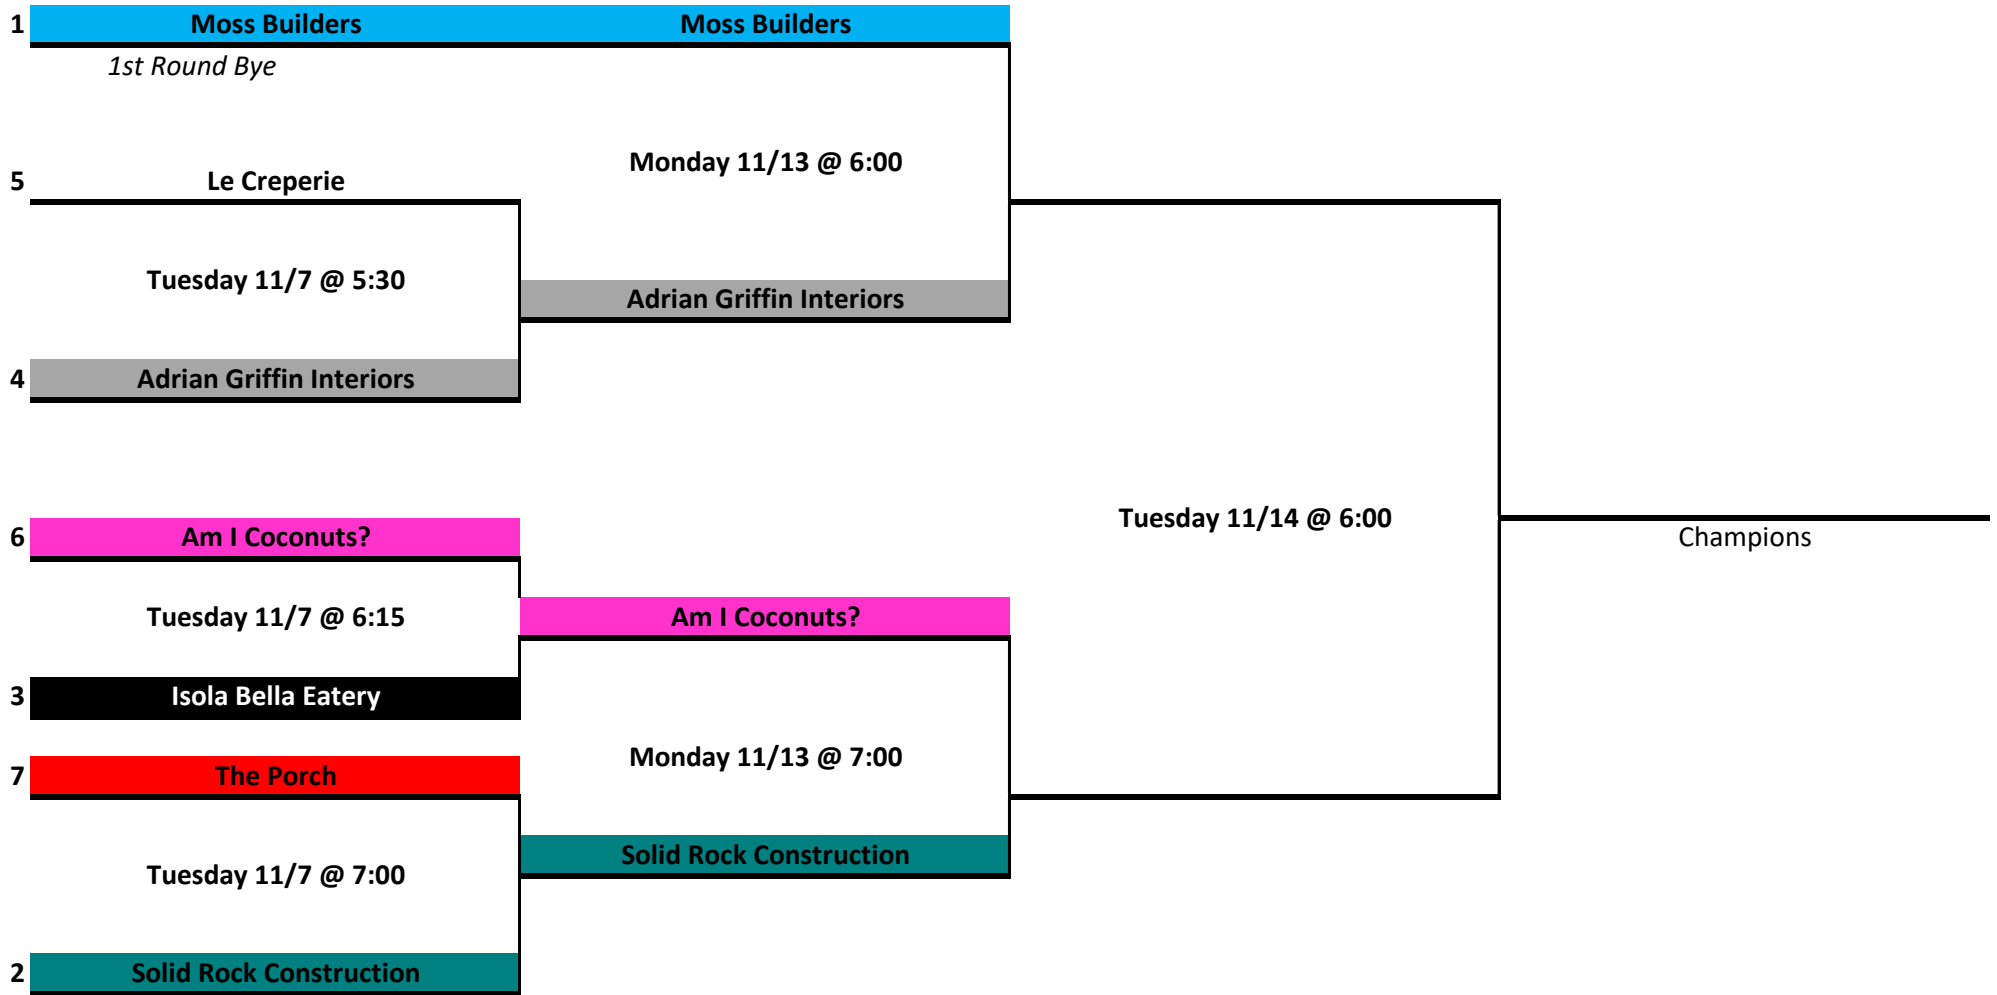 1 Moss Builders Moss Builders
1st Round Bye
Monday 11/13 @ 6:00
5 Le Creperie
Tuesday 11/7 @ 5:30
Adrian Griffin Interiors
4 Adrian Griffin Interiors
Tuesday 11/14 @ 6:00
6 Am I Coconuts?
Champions
Tuesday 11/7 @ 6:15
Am I Coconuts?
3 Isola Bella Eatery
Monday 11/13 @ 7:00
7 The Porch
Solid Rock Construction
Tuesday 11/7 @ 7:00
2 Solid Rock Construction